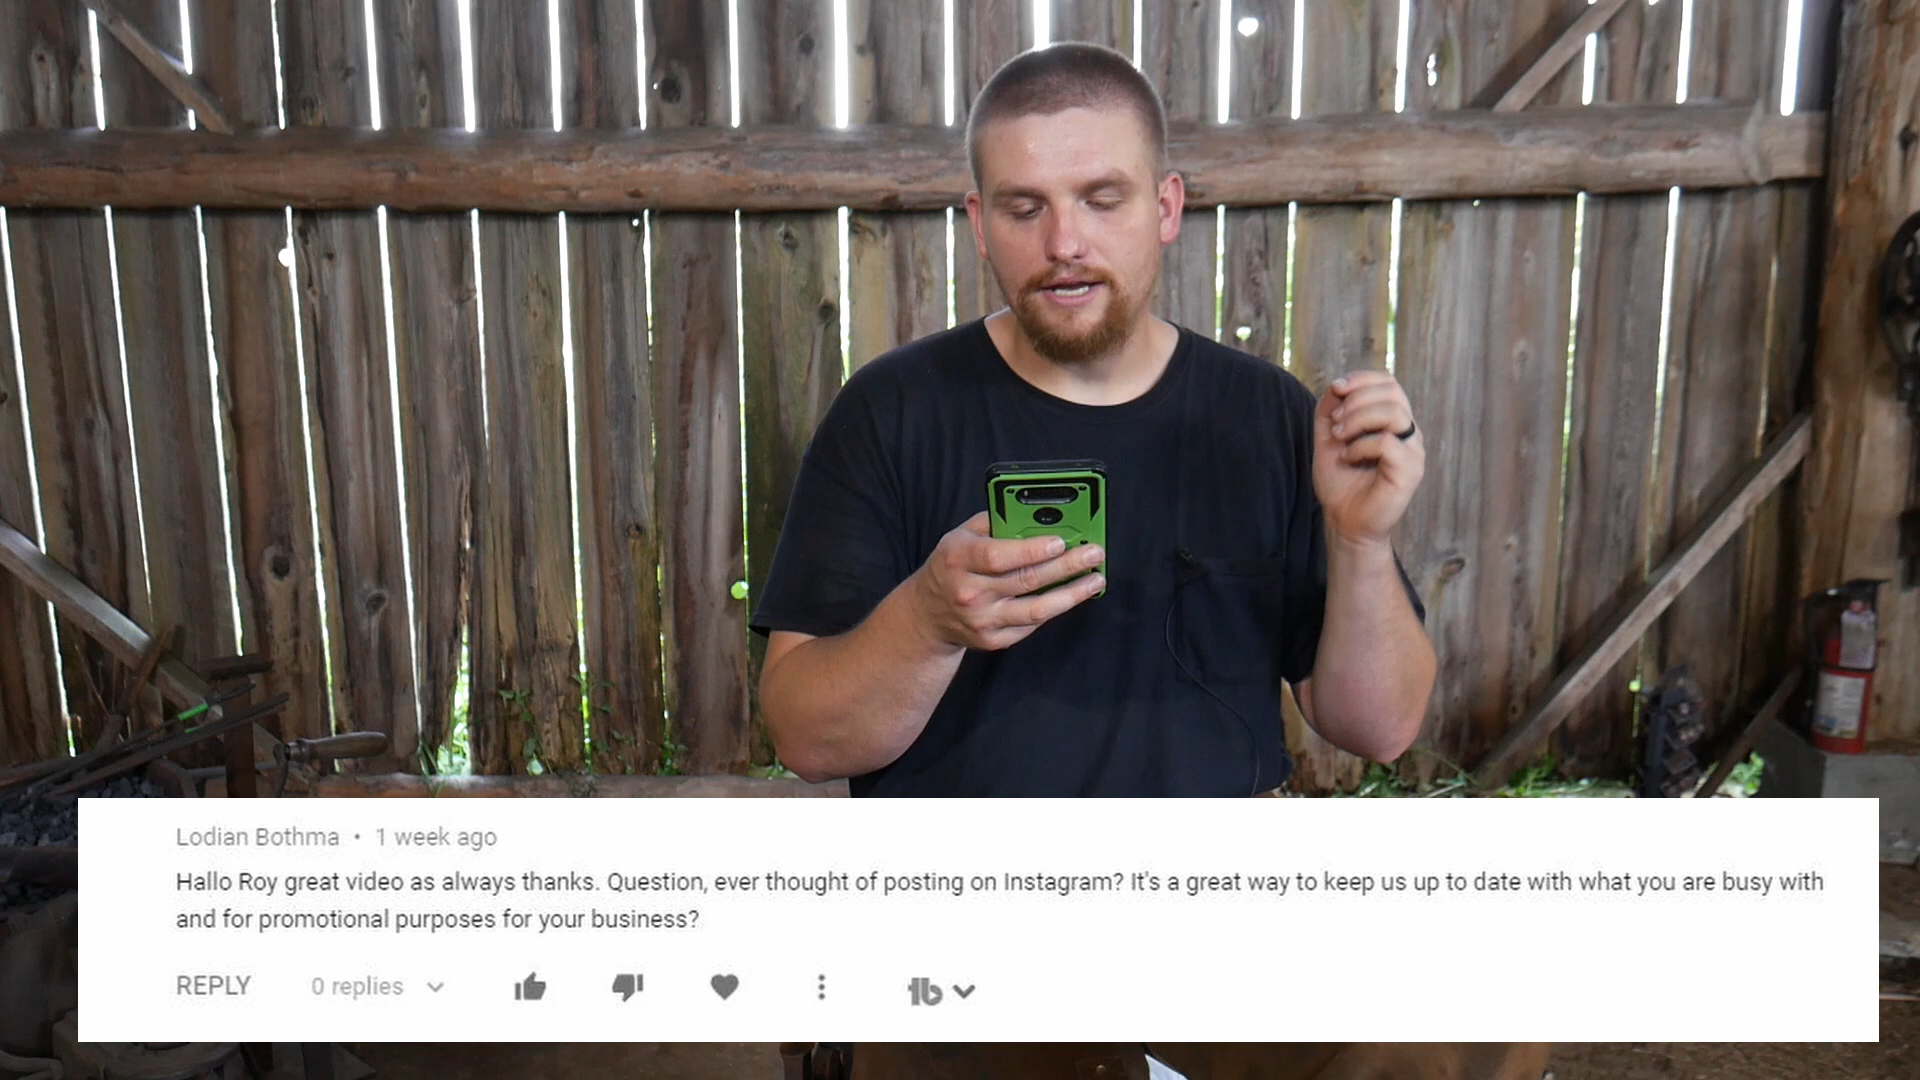 Lodian Bothma • 1 week ago
Hallo Roy great video as always thanks. Question, ever thought of posting on Instagram? It's a great way to keep us up to date with what you are busy with
and for promotional purposes for your business?
REPLY 0 replies